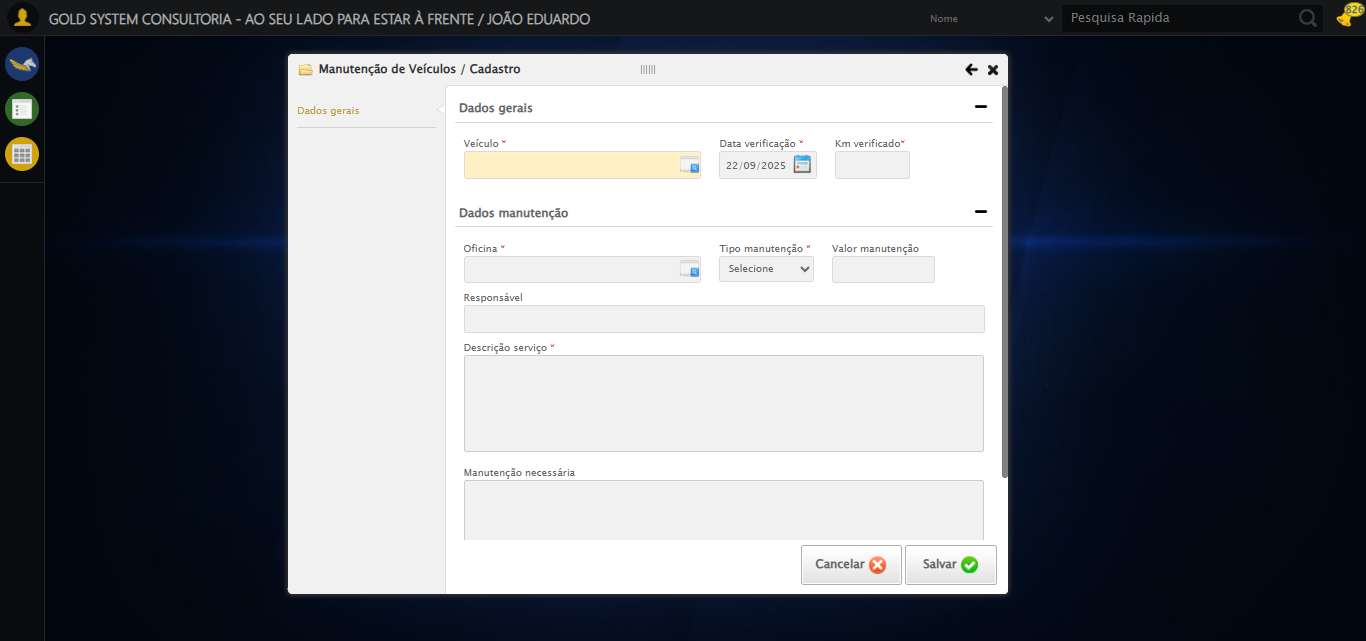 GOLD SYSTEM CONSULTORIA - AO SEU LADO PARA ESTAR À FRENTE / JOÃO EDUARDO
Nome
Pesquisa Rapida
826
Manutenção de Veículos / Cadastro
Dados gerais
Dados gerais
Veículo *
Data verificação *
Km verificado*
22/09/2025
Dados manutenção
Oficina *
Tipo manutenção *
Valor manutenção
Selecione
Responsável
Descrição serviço *
Manutenção necessária
Cancelar
Salvar